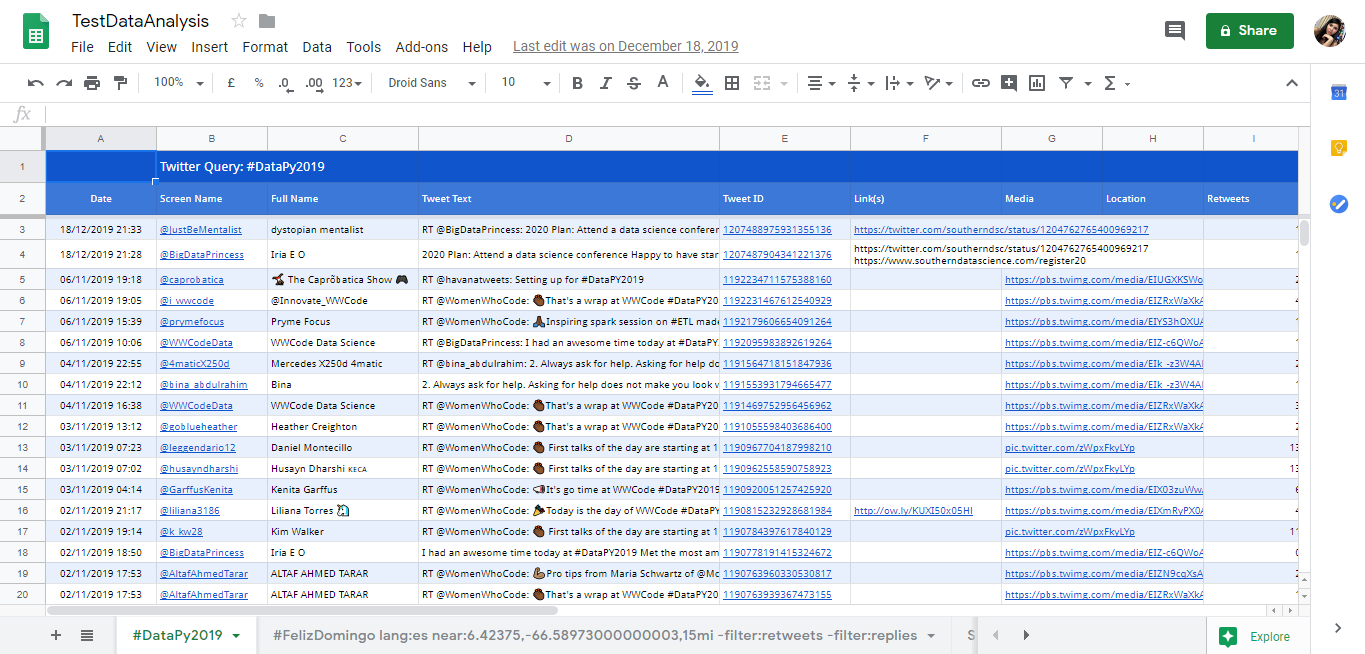 TestDataAnalysis
File Edit View Insert Format Data Tools Add-ons Help Last edit was on December 18, 2019
Share
100% £ % .0 .00 123 Droid Sans 10 B I S A Σ
31
fx
A B C D E F G H I
1 Twitter Query: #DataPy2019
2 Date Screen Name Full Name Tweet Text Tweet ID Link(s) Media Location Retweets
3 18/12/2019 21:33 @JustBeMentalist dystopian mentalist RT @BigDataPrincess: 2020 Plan: Attend a data science conferen 1207488975931355136 https://twitter.com/southerndsc/status/1204762765400969217
4 18/12/2019 21:28 @BigDataPrincess Iria E O 2020 Plan: Attend a data science conference Happy to have star 1207487904341221376 https://twitter.com/southerndsc/status/1204762765400969217
https://www.southerndatascience.com/register20
5 06/11/2019 19:18 @caprobatica The Caprõbatica Show RT @havanatweets: Setting up for #DataPY2019 1192234711575388160 https://pbs.twimg.com/media/EIUGXKSWo 2
6 06/11/2019 19:05 @i_wwcode @Innovate_WWCode RT @WomenWhoCode: That's a wrap at WWCode #DataPY20 1192231467612540929 https://pbs.twimg.com/media/EIZRxWaXkA 4
7 06/11/2019 15:39 @prymefocus Pryme Focus RT @WomenWhoCode: Inspiring spark session on #ETL made 1192179606654091264 https://pbs.twimg.com/media/EIYS3hOXUA
8 06/11/2019 10:06 @WWCodeData WWCode Data Science RT @BigDataPrincess: I had an awesome time today at #DataPY 1192095983892619264 https://pbs.twimg.com/media/EIZ-c6QWoA
9 04/11/2019 22:55 @4maticX250d Mercedes X250d 4matic RT @bina_abdulrahim: 2. Always ask for help. Asking for help do 1191564718151847936 https://pbs.twimg.com/media/EIk_-z3W4A 2
10 04/11/2019 22:12 @bina_abdulrahim Bina 2. Always ask for help. Asking for help does not make you look w 1191553931794665477 https://pbs.twimg.com/media/EIk_-z3W4A
11 04/11/2019 16:38 @WWCodeData WWCode Data Science RT @WomenWhoCode: That's a wrap at WWCode #DataPY20 1191469752956456962 https://pbs.twimg.com/media/EIZRxWaXkA 3
12 04/11/2019 13:12 @goblueheather Heather Creighton RT @WomenWhoCode: That's a wrap at WWCode #DataPY20 1191055598403686400 https://pbs.twimg.com/media/EIZRxWaXkA 2
13 03/11/2019 07:23 @leggendario12 Daniel Montecillo RT @WomenWhoCode: First talks of the day are starting at 1 1190967704187998210 pic.twitter.com/zWpxFkyLYp 13
14 03/11/2019 07:02 @husayndharshi Husayn Dharshi KECA RT @WomenWhoCode: First talks of the day are starting at 1 1190962558590758923 pic.twitter.com/zWpxFkyLYp 13
15 03/11/2019 04:14 @GarffusKenita Kenita Garffus RT @WomenWhoCode: It's go time at WWCode #DataPY2019 1190920051257425920 https://pbs.twimg.com/media/EIX03zuWw 6
16 02/11/2019 21:17 @liliana3186 Liliana Torres RT @WomenWhoCode: Today is the day of WWCode #DataPY 1190815232928681984 http://ow.ly/KUXI50x05Hl https://pbs.twimg.com/media/EIXmRyPX0A 4
17 02/11/2019 19:14 @k_kw28 Kim Walker RT @WomenWhoCode: First talks of the day are starting at 1 1190784397617840129 pic.twitter.com/zWpxFkyLYp 11
18 02/11/2019 18:50 @BigDataPrincess Iria E O I had an awesome time today at #DataPY2019 Met the most am 1190778191415324672 https://pbs.twimg.com/media/EIZ-c6QWoA 0
19 02/11/2019 17:53 @AltafAhmedTarar ALTAF AHMED TARAR RT @WomenWhoCode: Pro tips from Maria Schwartz of @Mo 1190763960330530817 https://pbs.twimg.com/media/EIZN9cqXsA 2
20 02/11/2019 17:53 @AltafAhmedTarar ALTAF AHMED TARAR RT @WomenWhoCode: That's a wrap at WWCode #DataPY20 1190763939367473155 https://pbs.twimg.com/media/EIZRxWaXkA
#DataPy2019 #FelizDomingo lang:es near:6.42375,-66.58973000000003,15mi -filter:retweets -filter:replies S Explore